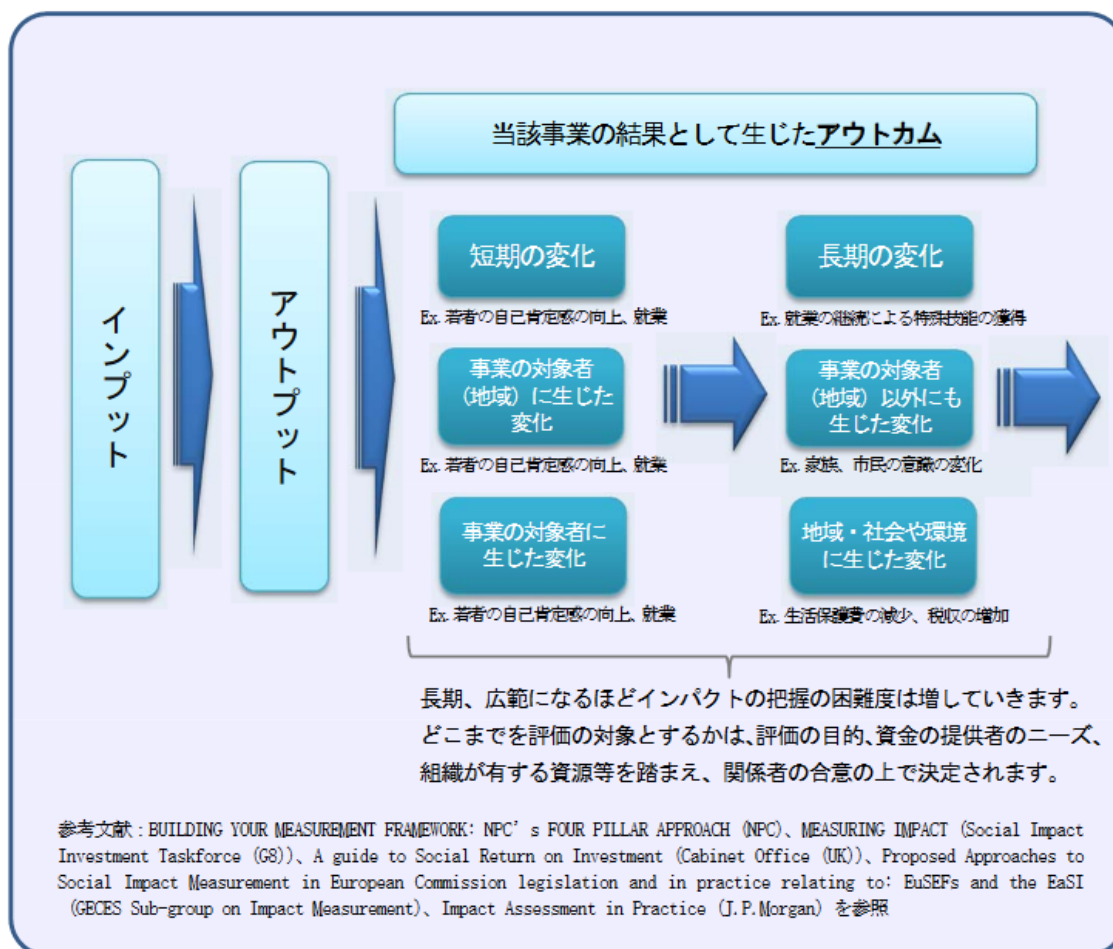 当該事業の結果として生じたアウトカム
インプット
アウトプット
短期の変化
Ex. 若者の自己肯定感の向上、就業
事業の対象者
（地域）に生じた
変化
Ex. 若者の自己肯定感の向上、就業
事業の対象者に
生じた変化
Ex. 若者の自己肯定感の向上、就業
長期の変化
Ex. 就業の継続による特殊技能の獲得
事業の対象者
（地域）以外にも
生じた変化
Ex. 家族、市民の意識の変化
地域・社会や環境
に生じた変化
Ex. 生活保護費の減少、税収の増加
長期、広範になるほどインパクトの把握の困難度は増していきます。
どこまでを評価の対象とするかは、評価の目的、資金の提供者のニーズ、
組織が有する資源等を踏まえ、関係者の合意の上で決定されます。
参考文献：BUILDING YOUR MEASUREMENT FRAMEWORK: NPC’s FOUR PILLAR APPROACH (NPC)、MEASURING IMPACT (Social Impact
Investment Taskforce (G8))、A guide to Social Return on Investment (Cabinet Office (UK))、Proposed Approaches to
Social Impact Measurement in European Commission legislation and in practice relating to: EuSEFs and the EaSI
（GECES Sub-group on Impact Measurement)、Impact Assessment in Practice (J.P.Morgan) を参照